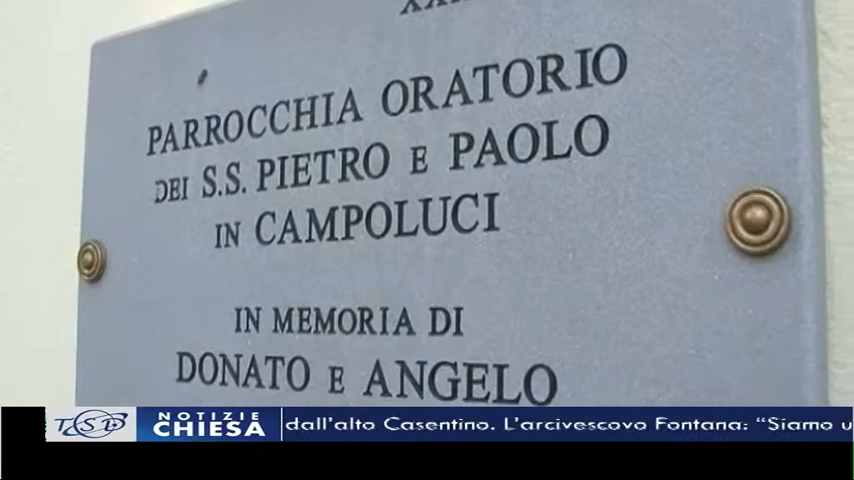 PARROCCHIA ORATORIO
DEI S.S. PIETRO E PAOLO
IN CAMPOLUCI
IN MEMORIA DI
DONATO E ANGELO
TSD NOTIZIE CHIESA dall'alto Casentino. L'arcivescovo Fontana: "Siamo u